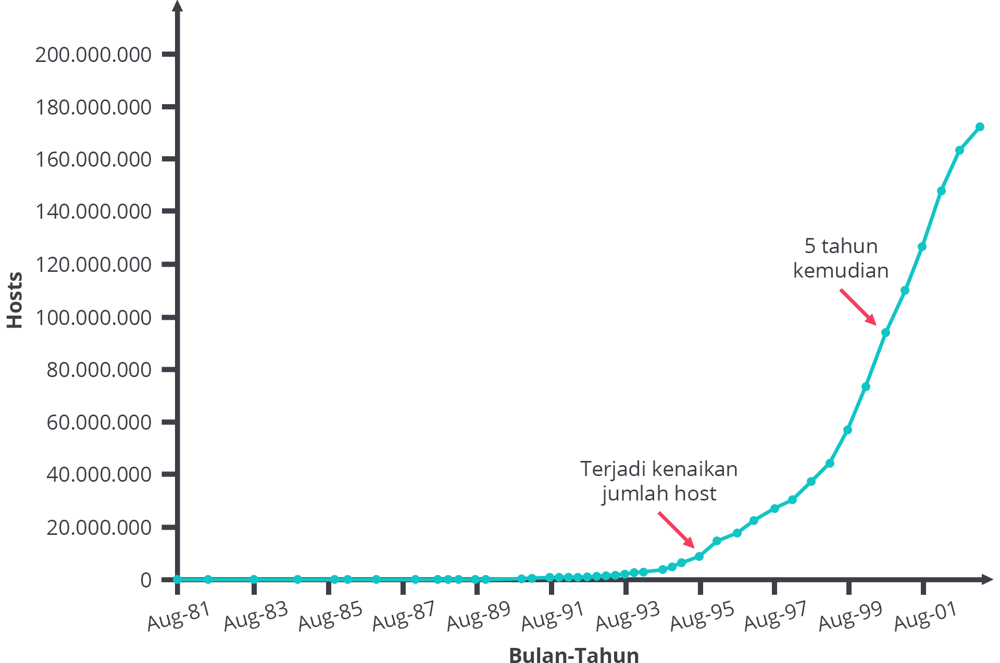 200.000.000
180.000.000
160.000.000
140.000.000
120.000.000
100.000.000
80.000.000
60.000.000
40.000.000
20.000.000
0
Hosts
5 tahun
kemudian
Terjadi kenaikan
jumlah host
Aug-81
Aug-83
Aug-85
Aug-87
Aug-89
Aug-91
Aug-93
Aug-95
Aug-97
Aug-99
Aug-01
Bulan-Tahun